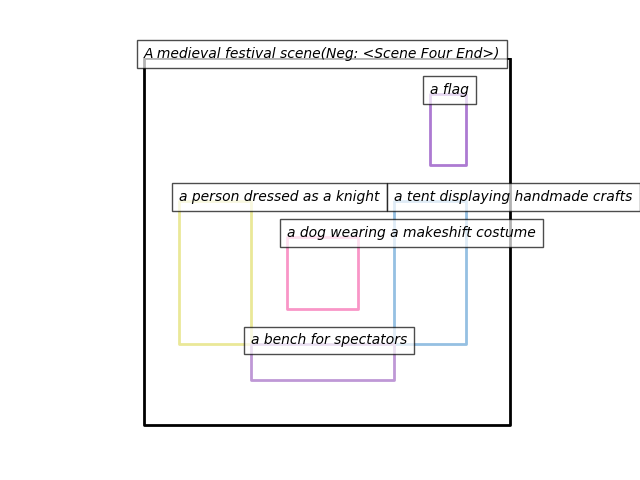 A medieval festival scene(Neg: <Scene Four End>)
a flag
a person dressed as a knight
a tent displaying handmade crafts
a dog wearing a makeshift costume
a bench for spectators